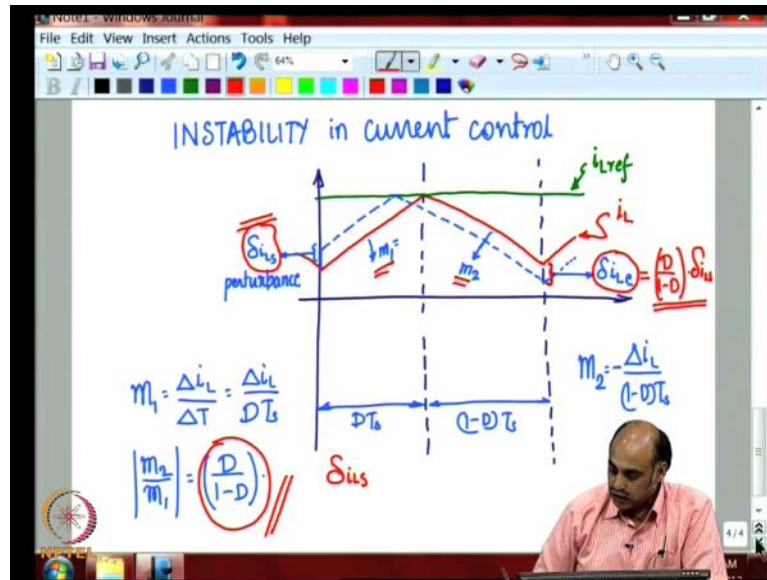 Note1 - Windows Journal
File Edit View Insert Actions Tools Help
64%
B I
INSTABILITY in current control
iLref
iL
δiLs
perturbance
m₁=
m₂
δiLe = (D/1-D)·δiLs
m₁ = ΔiL/ΔT = ΔiL/DTs
m₂ = -ΔiL/(1-D)Ts
DTs
(1-D)Ts
|m₂/m₁| = (D/1-D).
δiLs
4/4
NPTEL